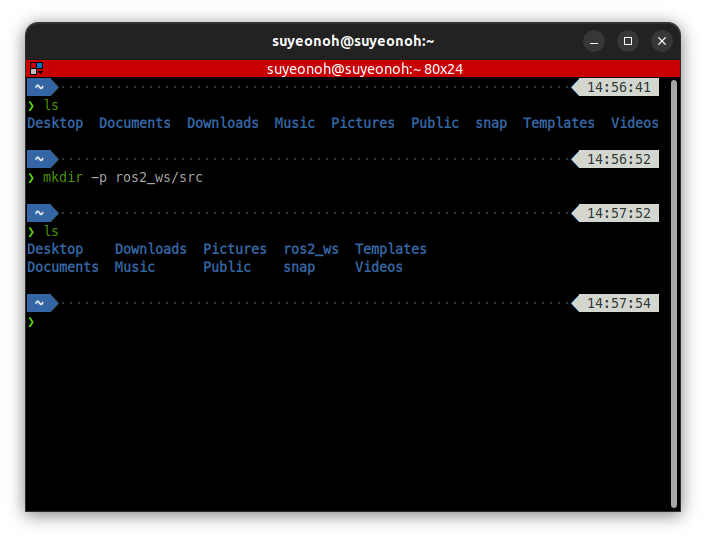 suyeonoh@suyeonoh:~
suyeonoh@suyeonoh:~ 80x24
~ 14:56:41
❯ ls
Desktop Documents Downloads Music Pictures Public snap Templates Videos
~ 14:56:52
❯ mkdir -p ros2_ws/src
~ 14:57:52
❯ ls
Desktop Downloads Pictures ros2_ws Templates
Documents Music Public snap Videos
~ 14:57:54
❯